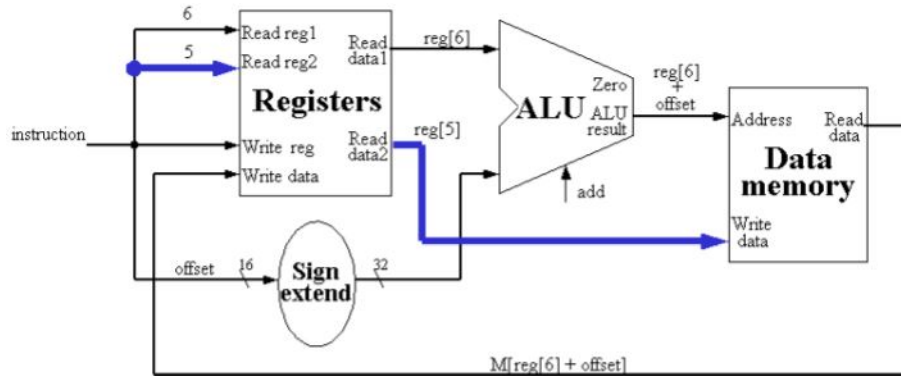 6
Read reg1
5
Read reg2
Read
data1
reg[6]
Registers
instruction
Write reg
Write data
Read
data2
reg[5]
Zero
ALU
ALU
result
add
reg[6]
+
offset
Address
Read
data
Data
memory
Write
data
offset
16
Sign
extend
32
M[reg[6] + offset]